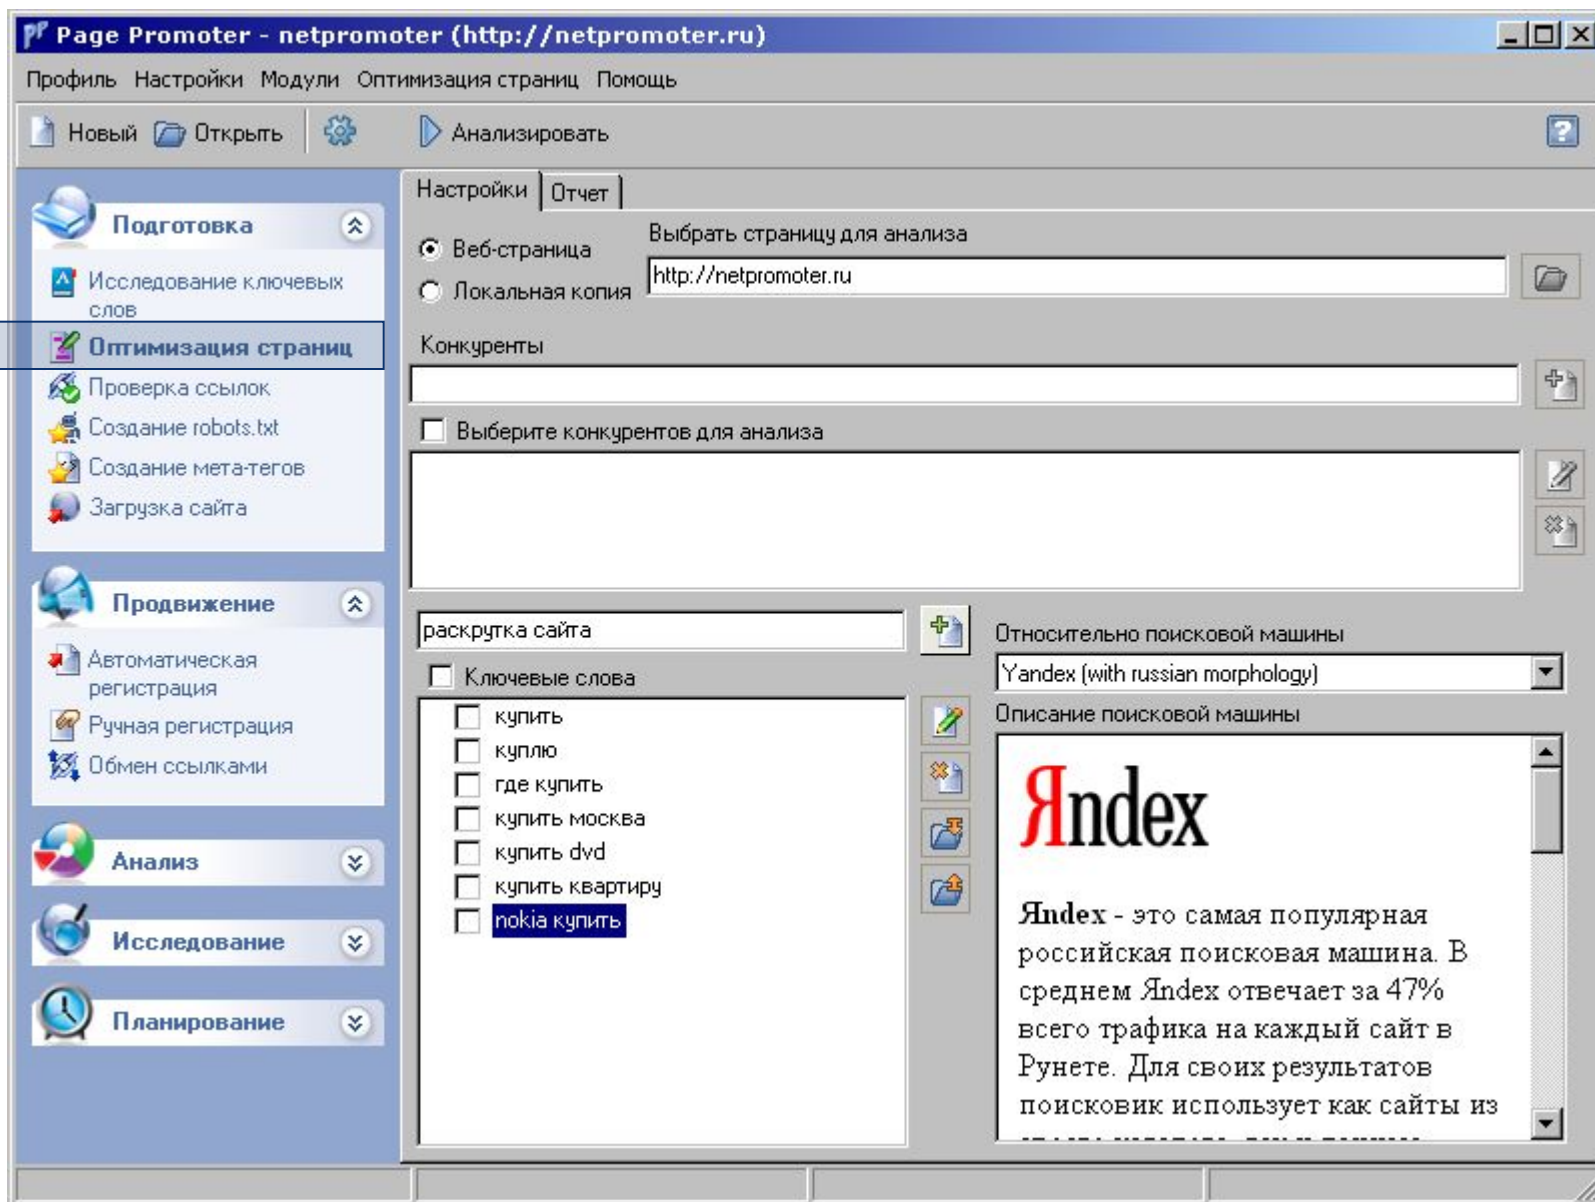 Page Promoter - netpromoter (http://netpromoter.ru)
Профиль Настройки Модули Оптимизация страниц Помощь
Новый Открыть Анализировать
Подготовка
Исследование ключевых
слов
Оптимизация страниц
Проверка ссылок
Создание robots.txt
Создание мета-тегов
Загрузка сайта
Продвижение
Автоматическая
регистрация
Ручная регистрация
Обмен ссылками
Анализ
Исследование
Планирование
Настройки Отчет
Веб-страница
Локальная копия
Выбрать страницу для анализа
http://netpromoter.ru
Конкуренты
Выберите конкурентов для анализа
раскрутка сайта
Ключевые слова
купить
куплю
где купить
купить москва
купить dvd
купить квартиру
nokia купить
Относительно поисковой машины
Yandex (with russian morphology)
Описание поисковой машины
Яndex
Яndex - это самая популярная
российская поисковая машина. В
среднем Яndex отвечает за 47%
всего трафика на каждый сайт в
Рунете. Для своих результатов
поисковик использует как сайты из